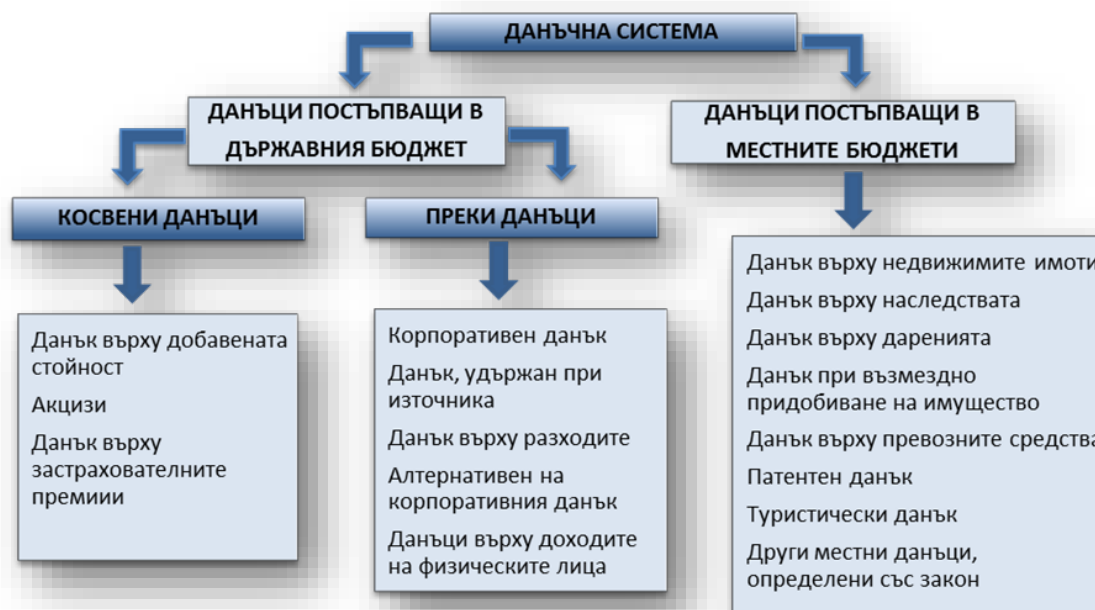 ДАНЪЧНА СИСТЕМА
ДАНЪЦИ ПОСТЪПВАЩИ В
ДЪРЖАВНИЯ БЮДЖЕТ
ДАНЪЦИ ПОСТЪПВАЩИ В
МЕСТНИТЕ БЮДЖЕТИ
КОСВЕНИ ДАНЪЦИ
ПРЕКИ ДАНЪЦИ
Данък върху добавената
стойност
Акцизи
Данък върху
застрахователните
премиии
Корпоративен данък
Данък, удържан при
източника
Данък върху разходите
Алтернативен на
корпоративния данък
Данъци върху доходите
на физическите лица
Данък върху недвижимите имоти
Данък върху наследствата
Данък върху даренията
Данък при възмездно
придобиване на имущество
Данък върху превозните средства
Патентен данък
Туристически данък
Други местни данъци,
определени със закон